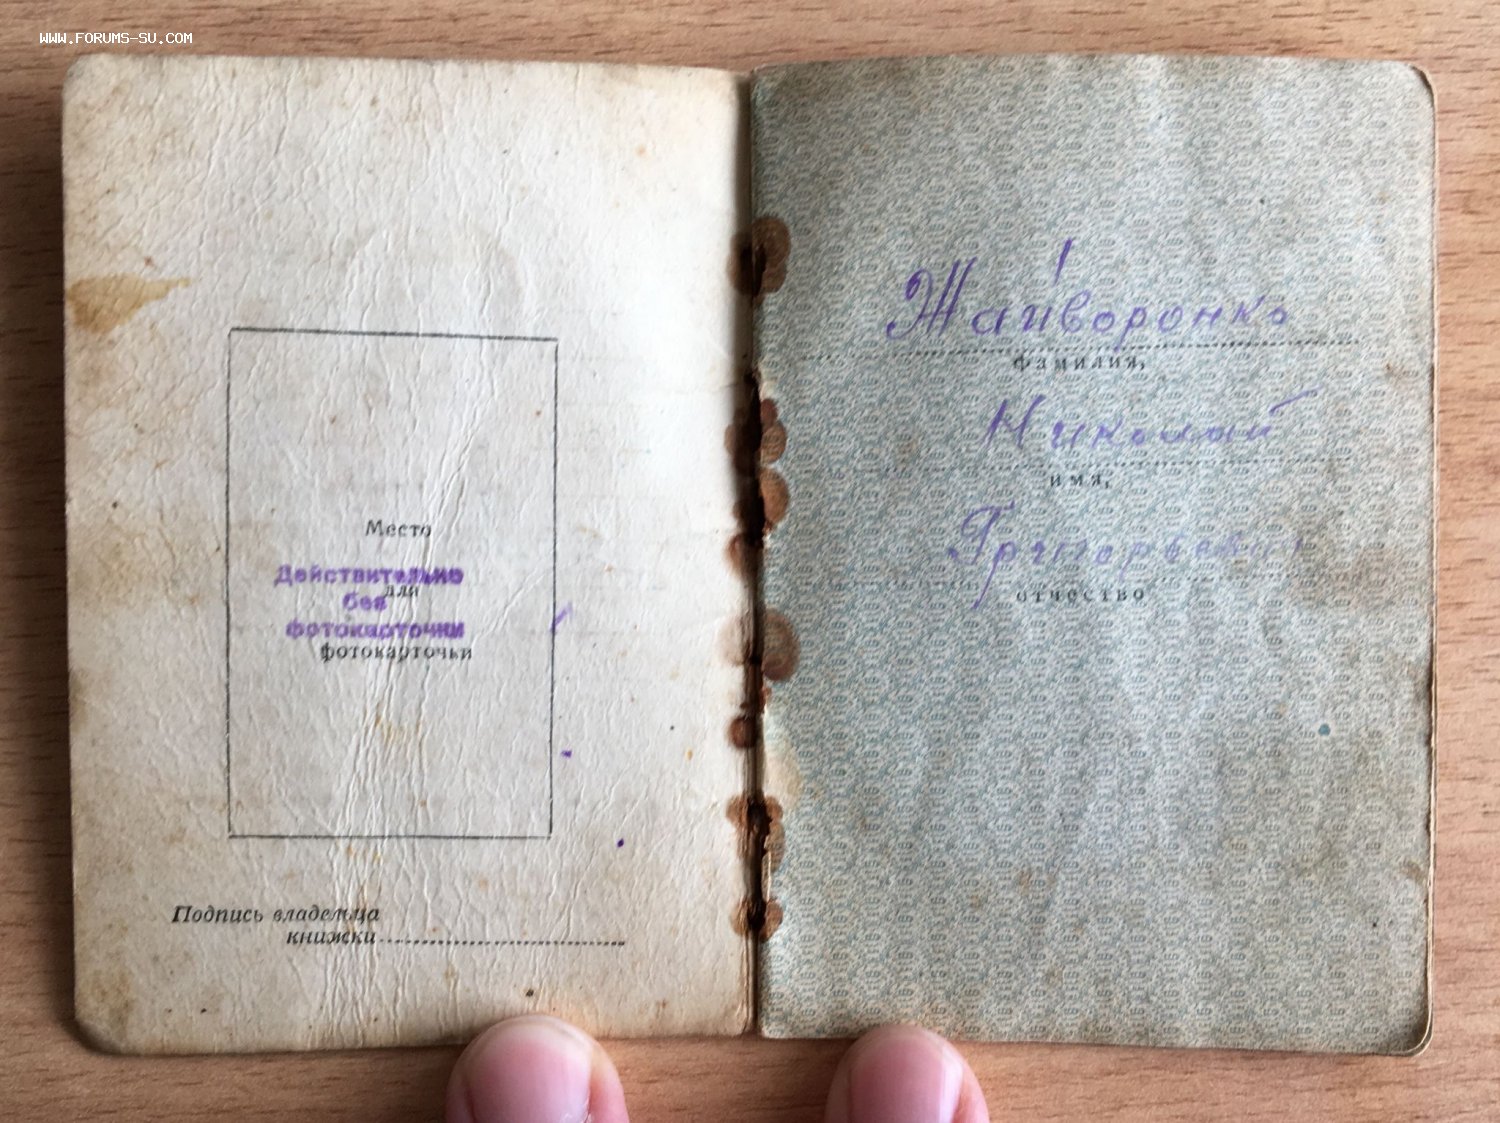 WWW.FORUMS-SU.COM
Место
Действительно
для
без
фотокарточки
фотокарточки
Подпись владельца
книжки
Жайворонко
фамилия,
Николай
имя,
Григорьевич
отчество